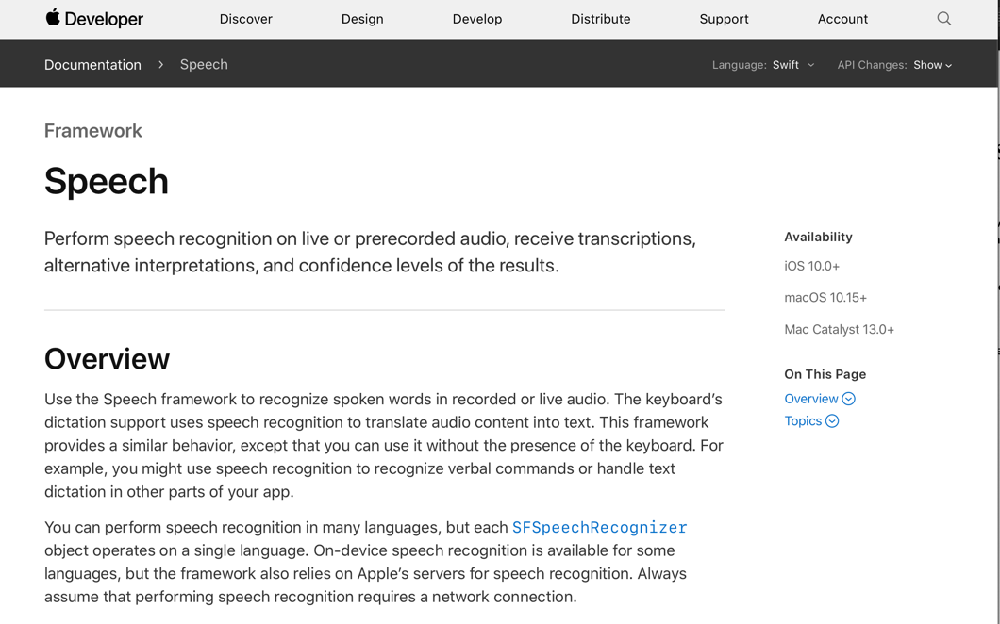 Developer
Discover
Design
Develop
Distribute
Support
Account
Documentation › Speech
Language: Swift
API Changes: Show
Framework
Speech
Perform speech recognition on live or prerecorded audio, receive transcriptions,
alternative interpretations, and confidence levels of the results.
Availability
iOS 10.0+
macOS 10.15+
Mac Catalyst 13.0+
On This Page
Overview
Topics
Overview
Use the Speech framework to recognize spoken words in recorded or live audio. The keyboard’s
dictation support uses speech recognition to translate audio content into text. This framework
provides a similar behavior, except that you can use it without the presence of the keyboard. For
example, you might use speech recognition to recognize verbal commands or handle text
dictation in other parts of your app.
You can perform speech recognition in many languages, but each SFSpeechRecognizer
object operates on a single language. On-device speech recognition is available for some
languages, but the framework also relies on Apple’s servers for speech recognition. Always
assume that performing speech recognition requires a network connection.